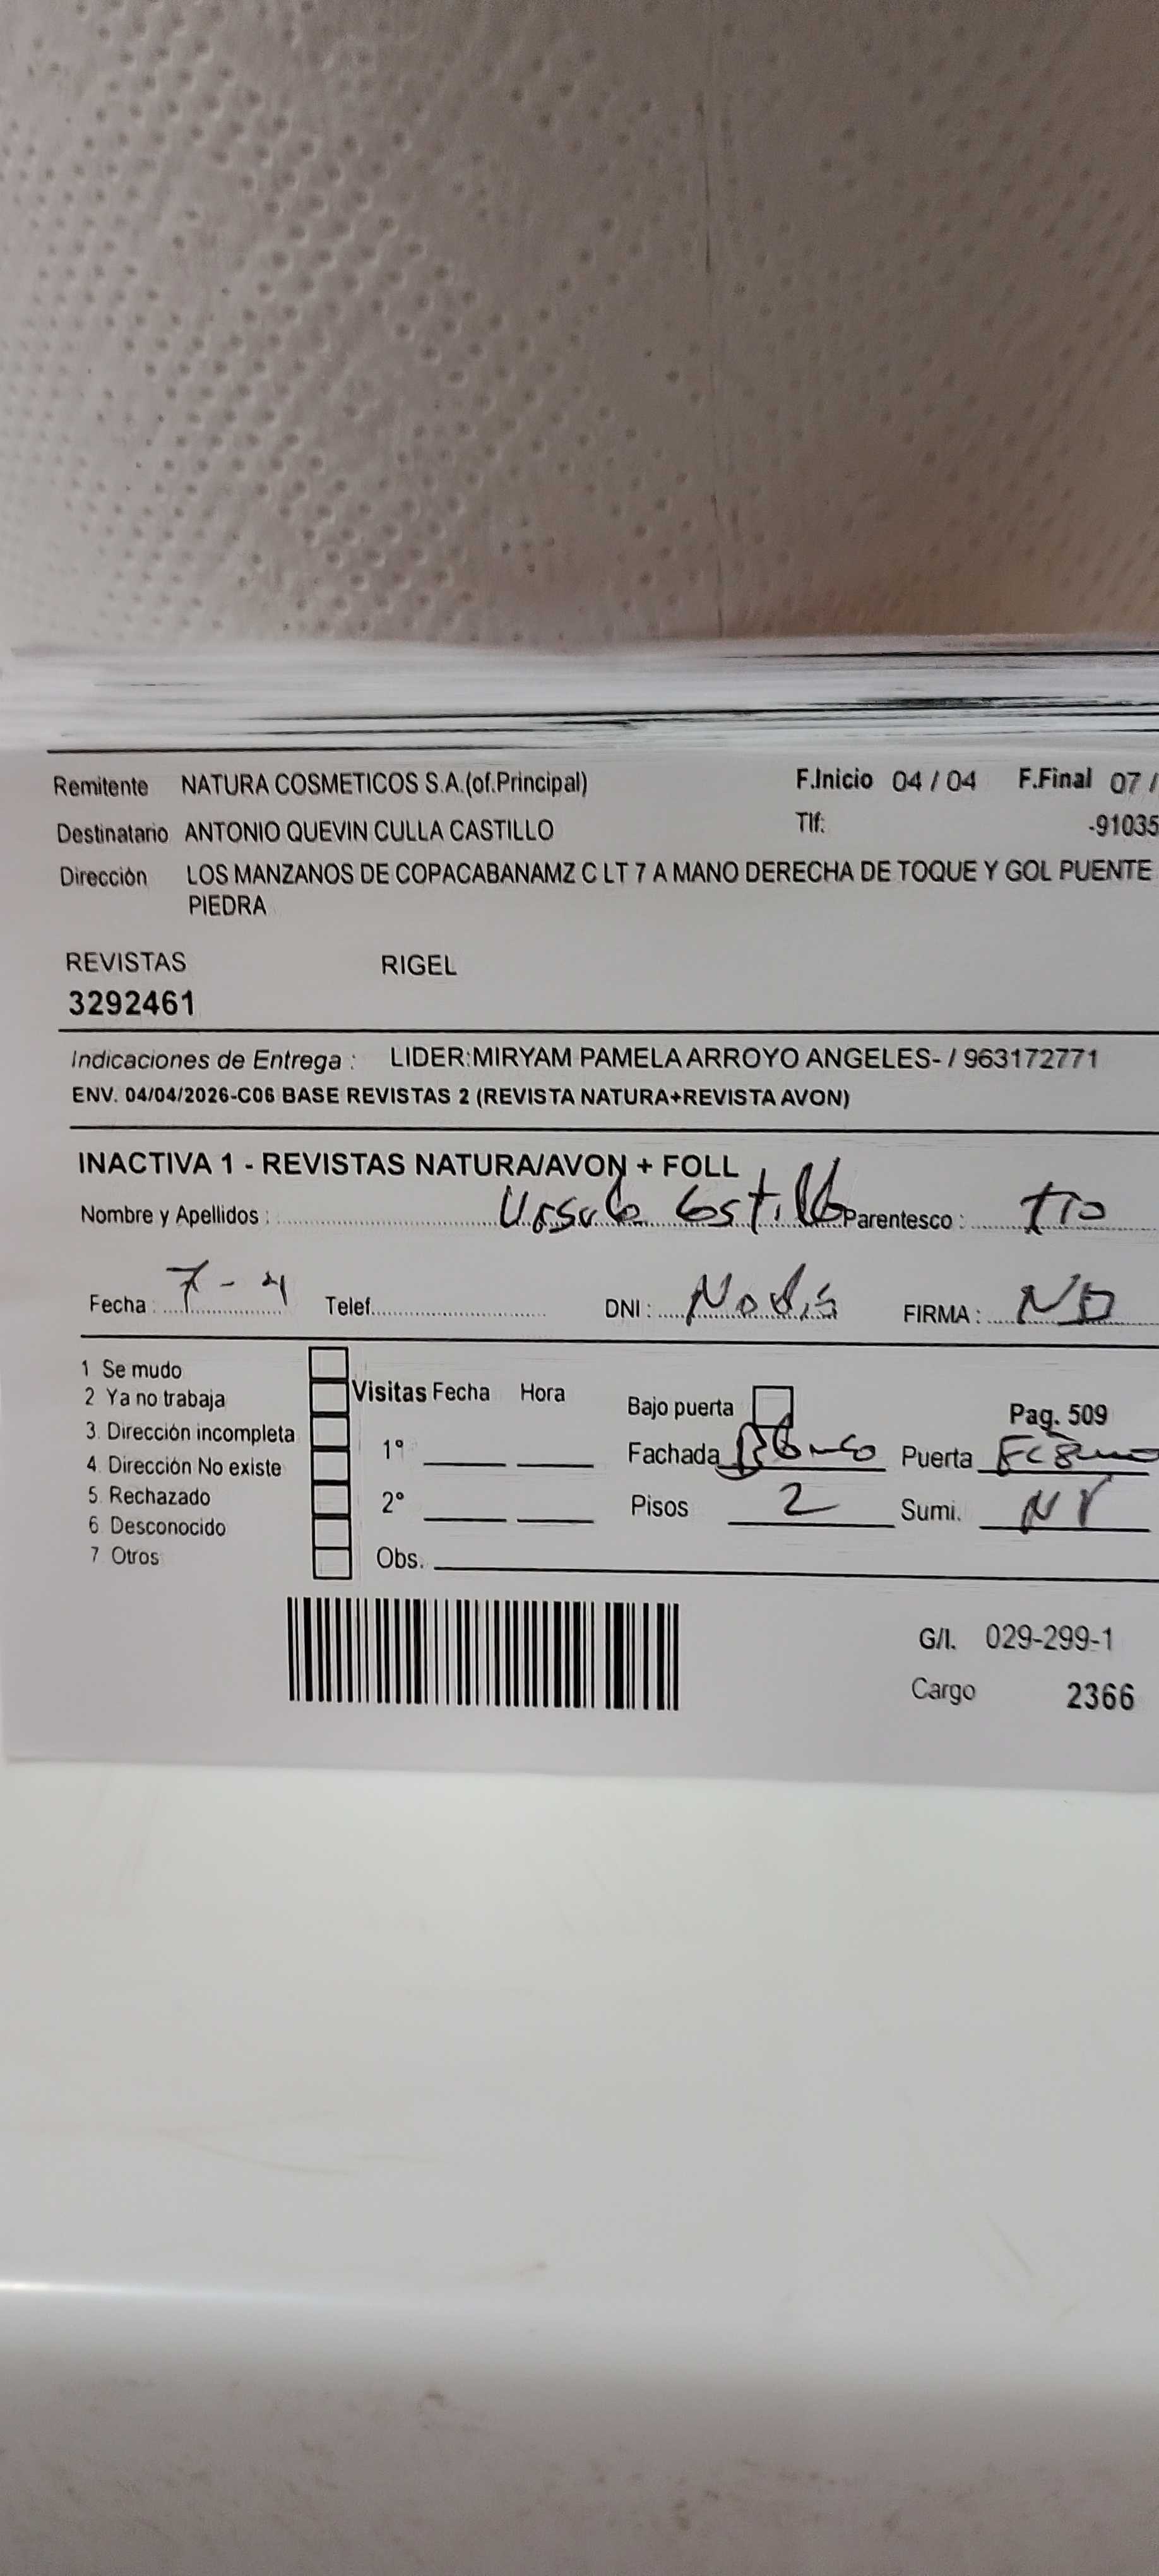 Remitente NATURA COSMETICOS S.A.(of.Principal) F.Inicio 04 / 04 F.Final 07 /
Destinatario ANTONIO QUEVIN CULLA CASTILLO Tlf: -91035
Dirección LOS MANZANOS DE COPACABANAMZ C LT 7 A MANO DERECHA DE TOQUE Y GOL PUENTE
PIEDRA
REVISTAS RIGEL
3292461
Indicaciones de Entrega : LIDER:MIRYAM PAMELA ARROYO ANGELES- / 963172771
ENV. 04/04/2026-C06 BASE REVISTAS 2 (REVISTA NATURA+REVISTA AVON)
INACTIVA 1 - REVISTAS NATURA/AVON + FOLL
Nombre y Apellidos : Ursula Castillo Parentesco : tio
Fecha : 7 - 4 Telef. DNI : No dis FIRMA : NO
1 Se mudo
2 Ya no trabaja
3. Dirección incompleta
4. Dirección No existe
5. Rechazado
6. Desconocido
7 Otros
Visitas Fecha Hora
1°
2°
Obs.
Bajo puerta Pag. 509
Fachada Blanco Puerta
Pisos 2 Sumi.
G/I. 029-299-1
Cargo 2366